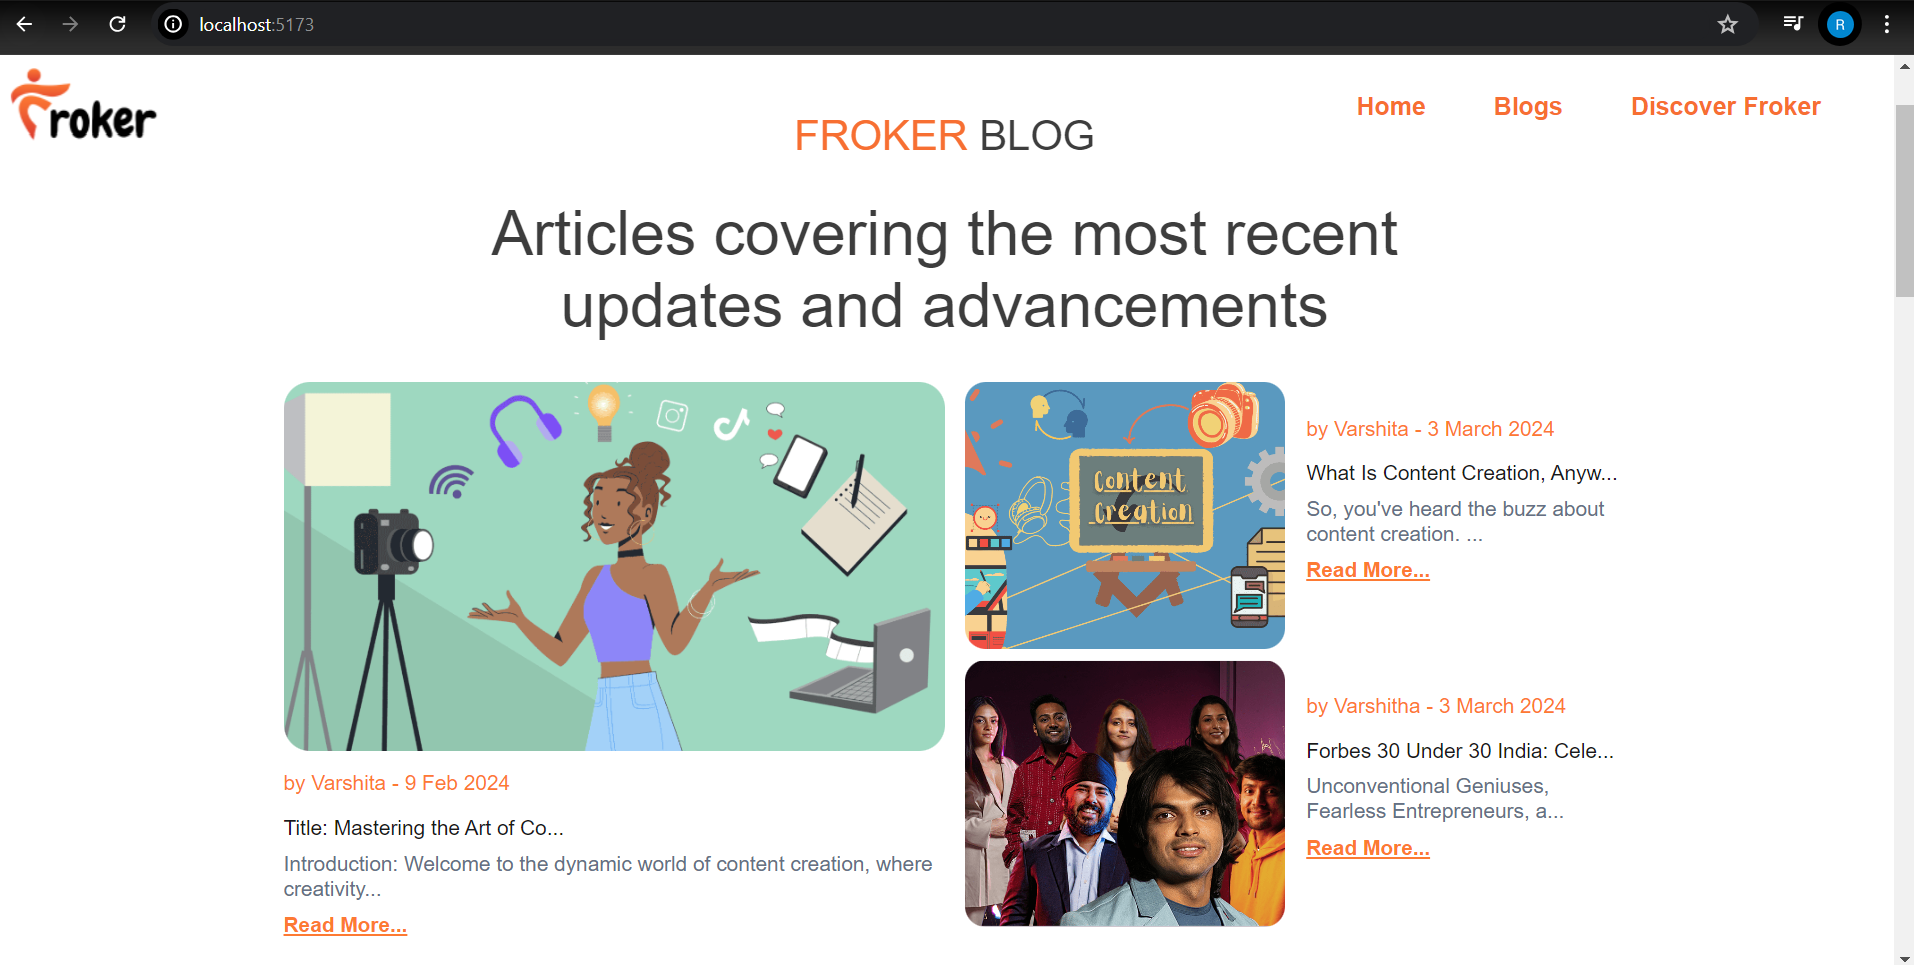 localhost:5173
R
Froker
Home
Blogs
Discover Froker
FROKER BLOG
Articles covering the most recent
updates and advancements
by Varshita - 9 Feb 2024
Title: Mastering the Art of Co...
Introduction: Welcome to the dynamic world of content creation, where
creativity...
Read More...
Content
Creation
by Varshita - 3 March 2024
What Is Content Creation, Anyw...
So, you've heard the buzz about
content creation. ...
Read More...
by Varshitha - 3 March 2024
Forbes 30 Under 30 India: Cele...
Unconventional Geniuses,
Fearless Entrepreneurs, a...
Read More...